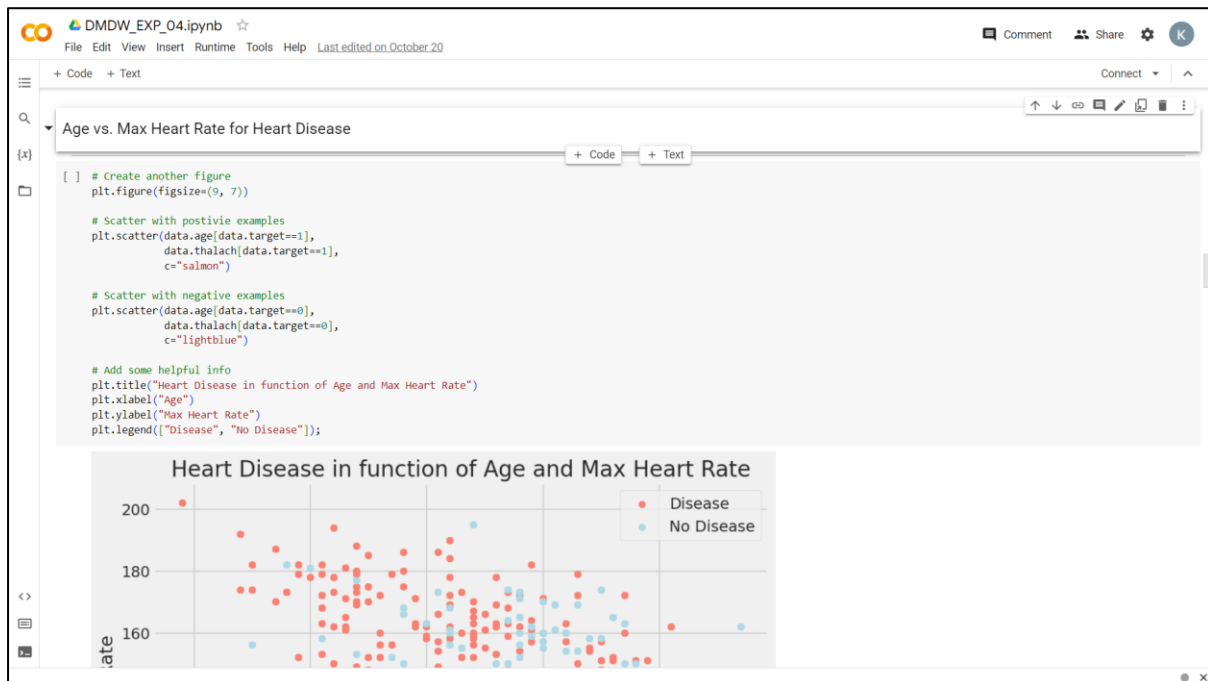 DMDW_EXP_04.ipynb
Comment Share K
File Edit View Insert Runtime Tools Help Last edited on October 20
+ Code + Text Connect
Age vs. Max Heart Rate for Heart Disease
+ Code + Text
{x}
[ ] # Create another figure
plt.figure(figsize=(9, 7))
# Scatter with postivie examples
plt.scatter(data.age[data.target==1],
data.thalach[data.target==1],
c="salmon")
# Scatter with negative examples
plt.scatter(data.age[data.target==0],
data.thalach[data.target==0],
c="lightblue")
# Add some helpful info
plt.title("Heart Disease in function of Age and Max Heart Rate")
plt.xlabel("Age")
plt.ylabel("Max Heart Rate")
plt.legend(["Disease", "No Disease"]);
Heart Disease in function of Age and Max Heart Rate
Disease
No Disease
200
180
160